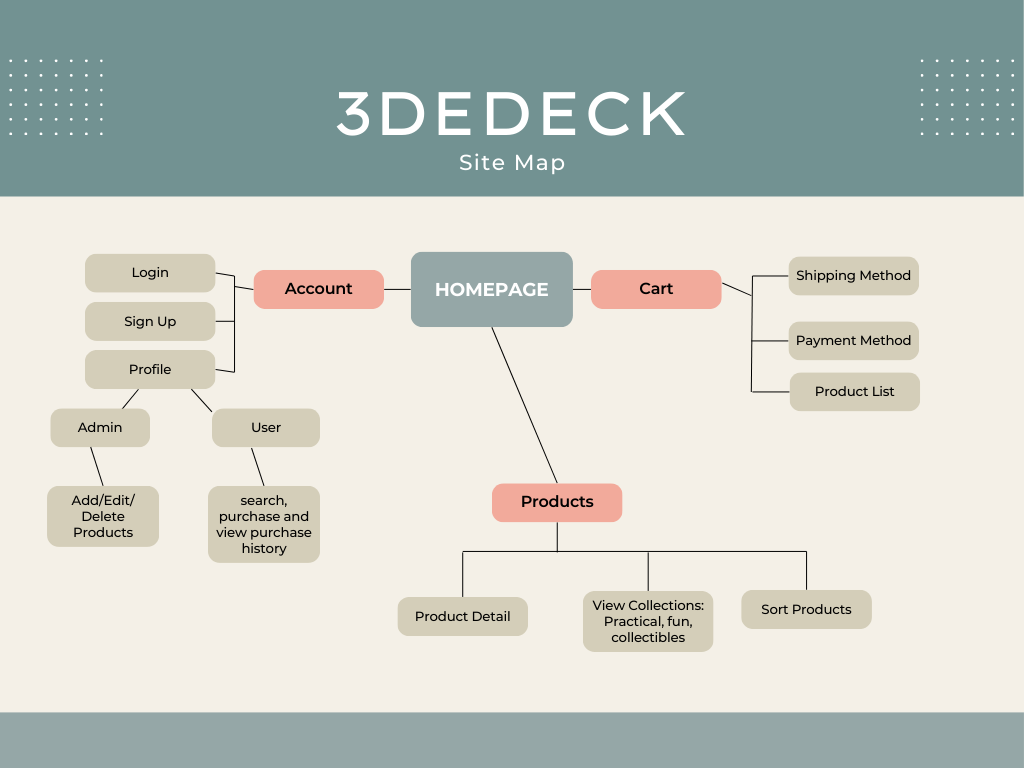 3DEDECK
Site Map
Login
Sign Up
Profile
Account
HOMEPAGE
Cart
Shipping Method
Payment Method
Product List
Admin
User
Add/Edit/
Delete
Products
search,
purchase and
view purchase
history
Products
Product Detail
View Collections:
Practical, fun,
collectibles
Sort Products